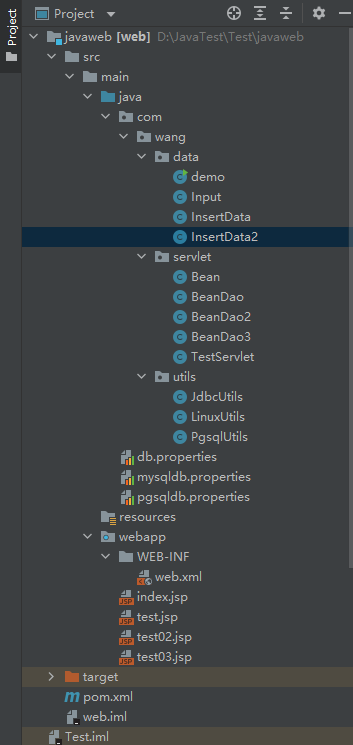 Project
Project
javaweb [web] D:\JavaTest\Test\javaweb
src
main
java
com
wang
data
demo
Input
InsertData
InsertData2
servlet
Bean
BeanDao
BeanDao2
BeanDao3
TestServlet
utils
JdbcUtils
LinuxUtils
PgsqlUtils
db.properties
mysqldb.properties
pgsqldb.properties
resources
webapp
WEB-INF
web.xml
index.jsp
test.jsp
test02.jsp
test03.jsp
target
pom.xml
web.iml
Test.iml